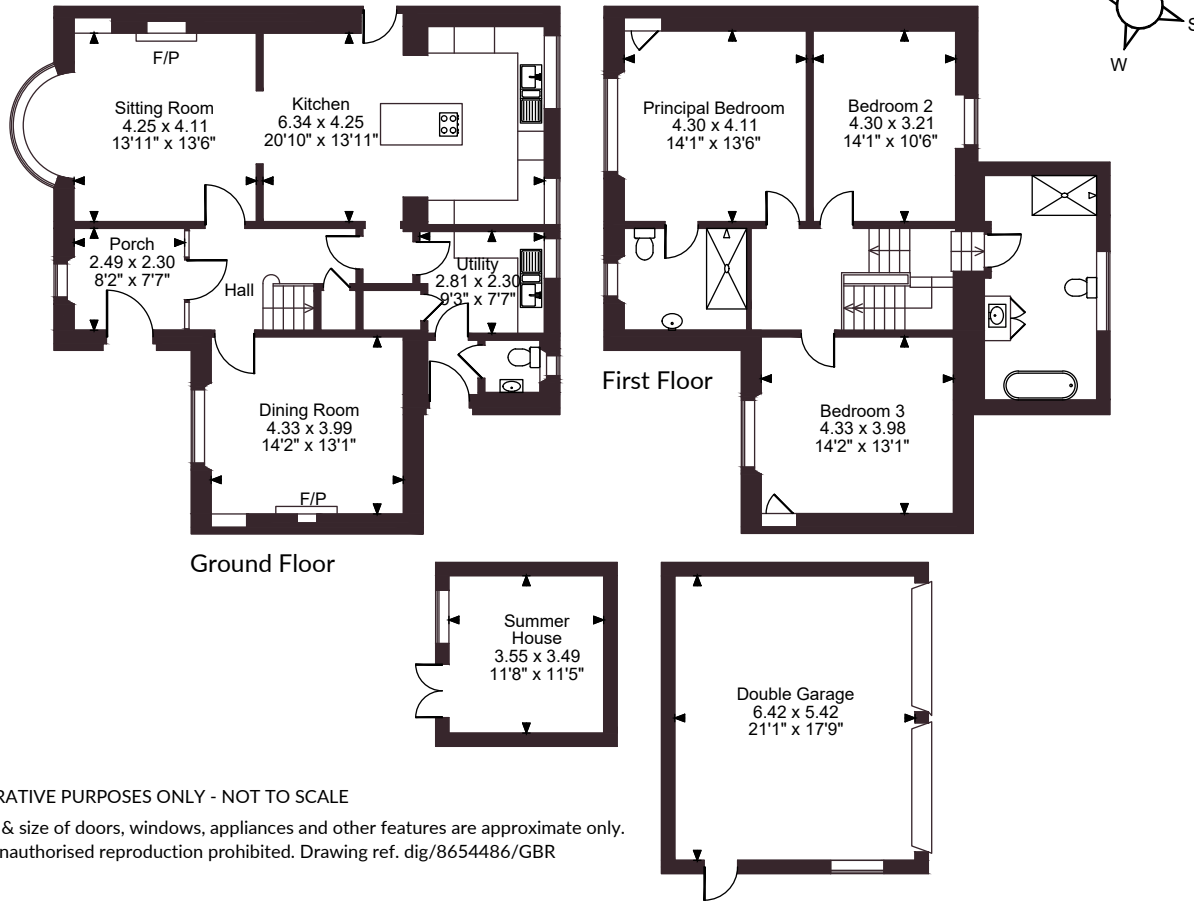 S
W
F/P
Sitting Room
4.25 x 4.11
13'11" x 13'6"
Kitchen
6.34 x 4.25
20'10" x 13'11"
Principal Bedroom
4.30 x 4.11
14'1" x 13'6"
Bedroom 2
4.30 x 3.21
14'1" x 10'6"
Porch
2.49 x 2.30
8'2" x 7'7"
Hall
Utility
2.81 x 2.30
9'3" x 7'7"
Dining Room
4.33 x 3.99
14'2" x 13'1"
F/P
First Floor
Bedroom 3
4.33 x 3.98
14'2" x 13'1"
Ground Floor
Summer
House
3.55 x 3.49
11'8" x 11'5"
Double Garage
6.42 x 5.42
21'1" x 17'9"
RATIVE PURPOSES ONLY - NOT TO SCALE
& size of doors, windows, appliances and other features are approximate only.
nauthorised reproduction prohibited. Drawing ref. dig/8654486/GBR